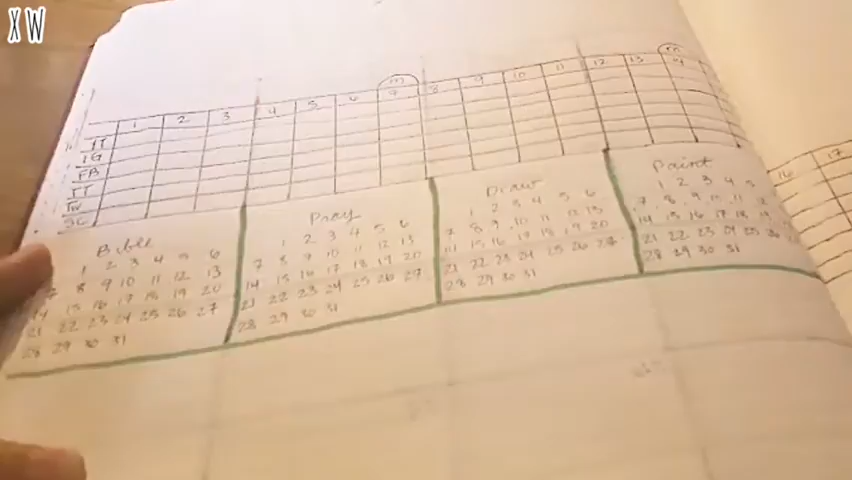 XW
m m
1 2 3 4 5 6 7 8 9 10 11 12 13 14
YT
IG
FB
TT
TW
SC
16 17
Bible
1 2 3 4 5 6
7 8 9 10 11 12 13
14 15 16 17 18 19 20
21 22 23 24 25 26 27
28 29 30 31
Pray
1 2 3 4 5 6
7 8 9 10 11 12 13
14 15 16 17 18 19 20
21 22 23 24 25 26 27
28 29 30 31
Draw
1 2 3 4 5 6
7 8 9 10 11 12 13
14 15 16 17 18 19 20
21 22 23 24 25 26 27
28 29 30 31
Paint
1 2 3 4 5
7 8 9 10 11 12
14 15 16 17 18 19
21 22 23 24 25 26
28 29 30 31